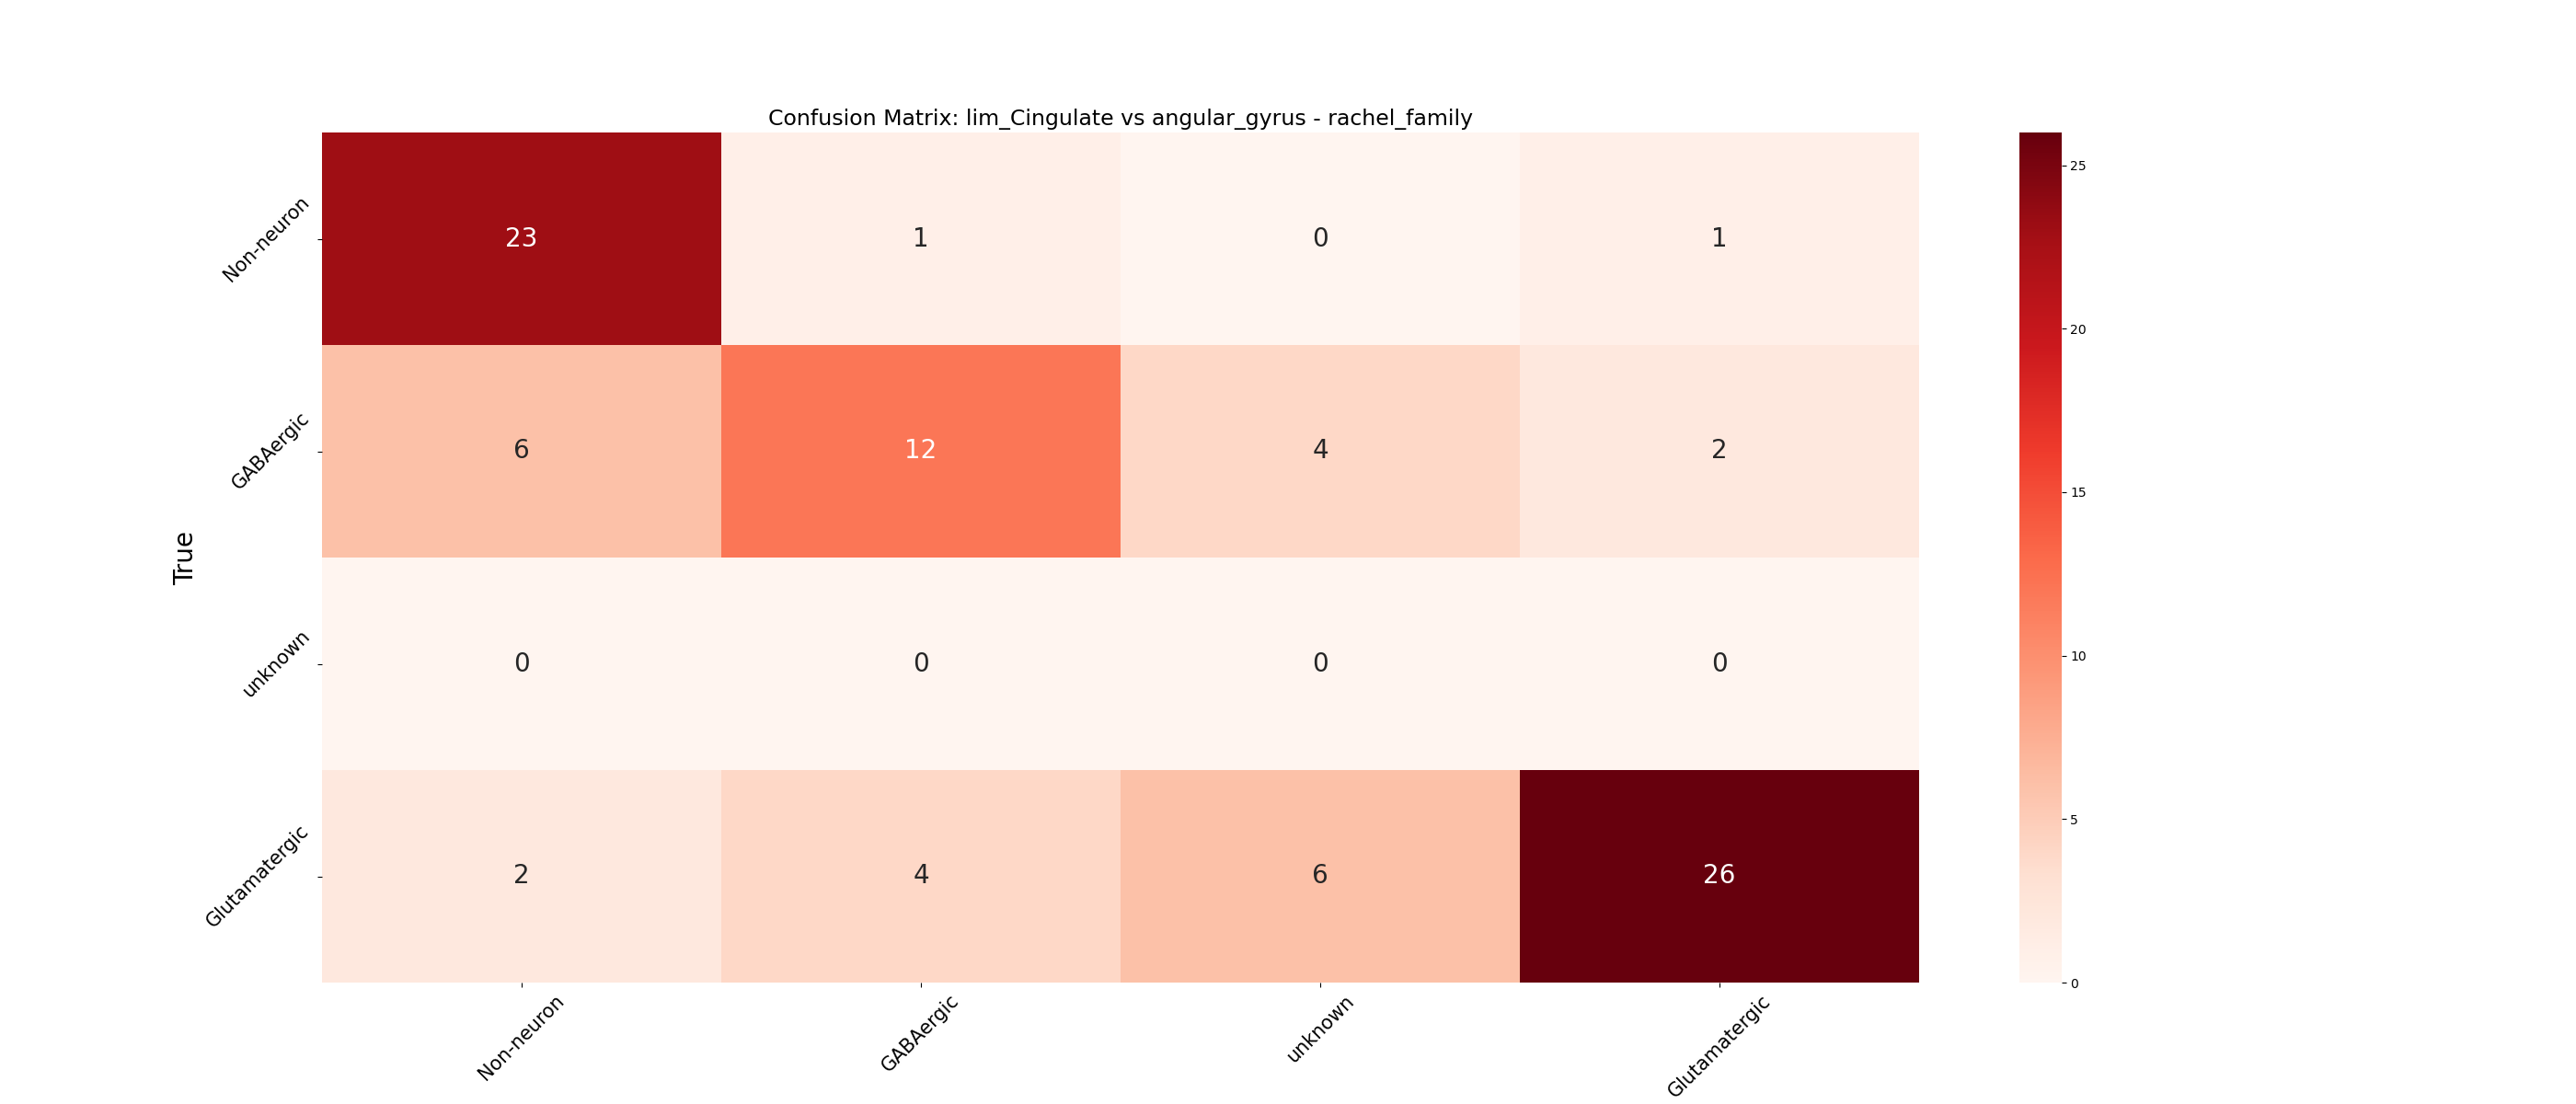 Confusion Matrix: lim_Cingulate vs angular_gyrus - rachel_family
True
Non-neuron 23 1 0 1
GABAergic 6 12 4 2
unknown 0 0 0 0
Glutamatergic 2 4 6 26
Non-neuron GABAergic unknown Glutamatergic
25
20
15
10
5
0